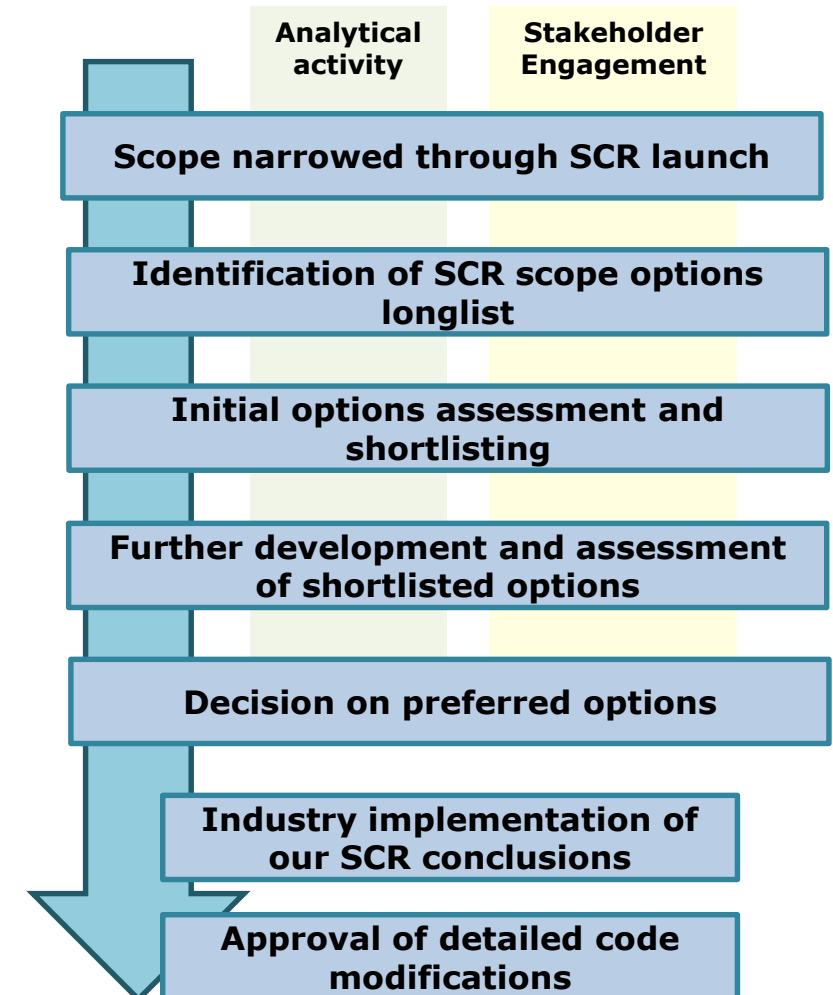 Analytical
activity
Stakeholder
Engagement
Scope narrowed through SCR launch
Identification of SCR scope options
longlist
Initial options assessment and
shortlisting
Further development and assessment
of shortlisted options
Decision on preferred options
Industry implementation of
our SCR conclusions
Approval of detailed code
modifications